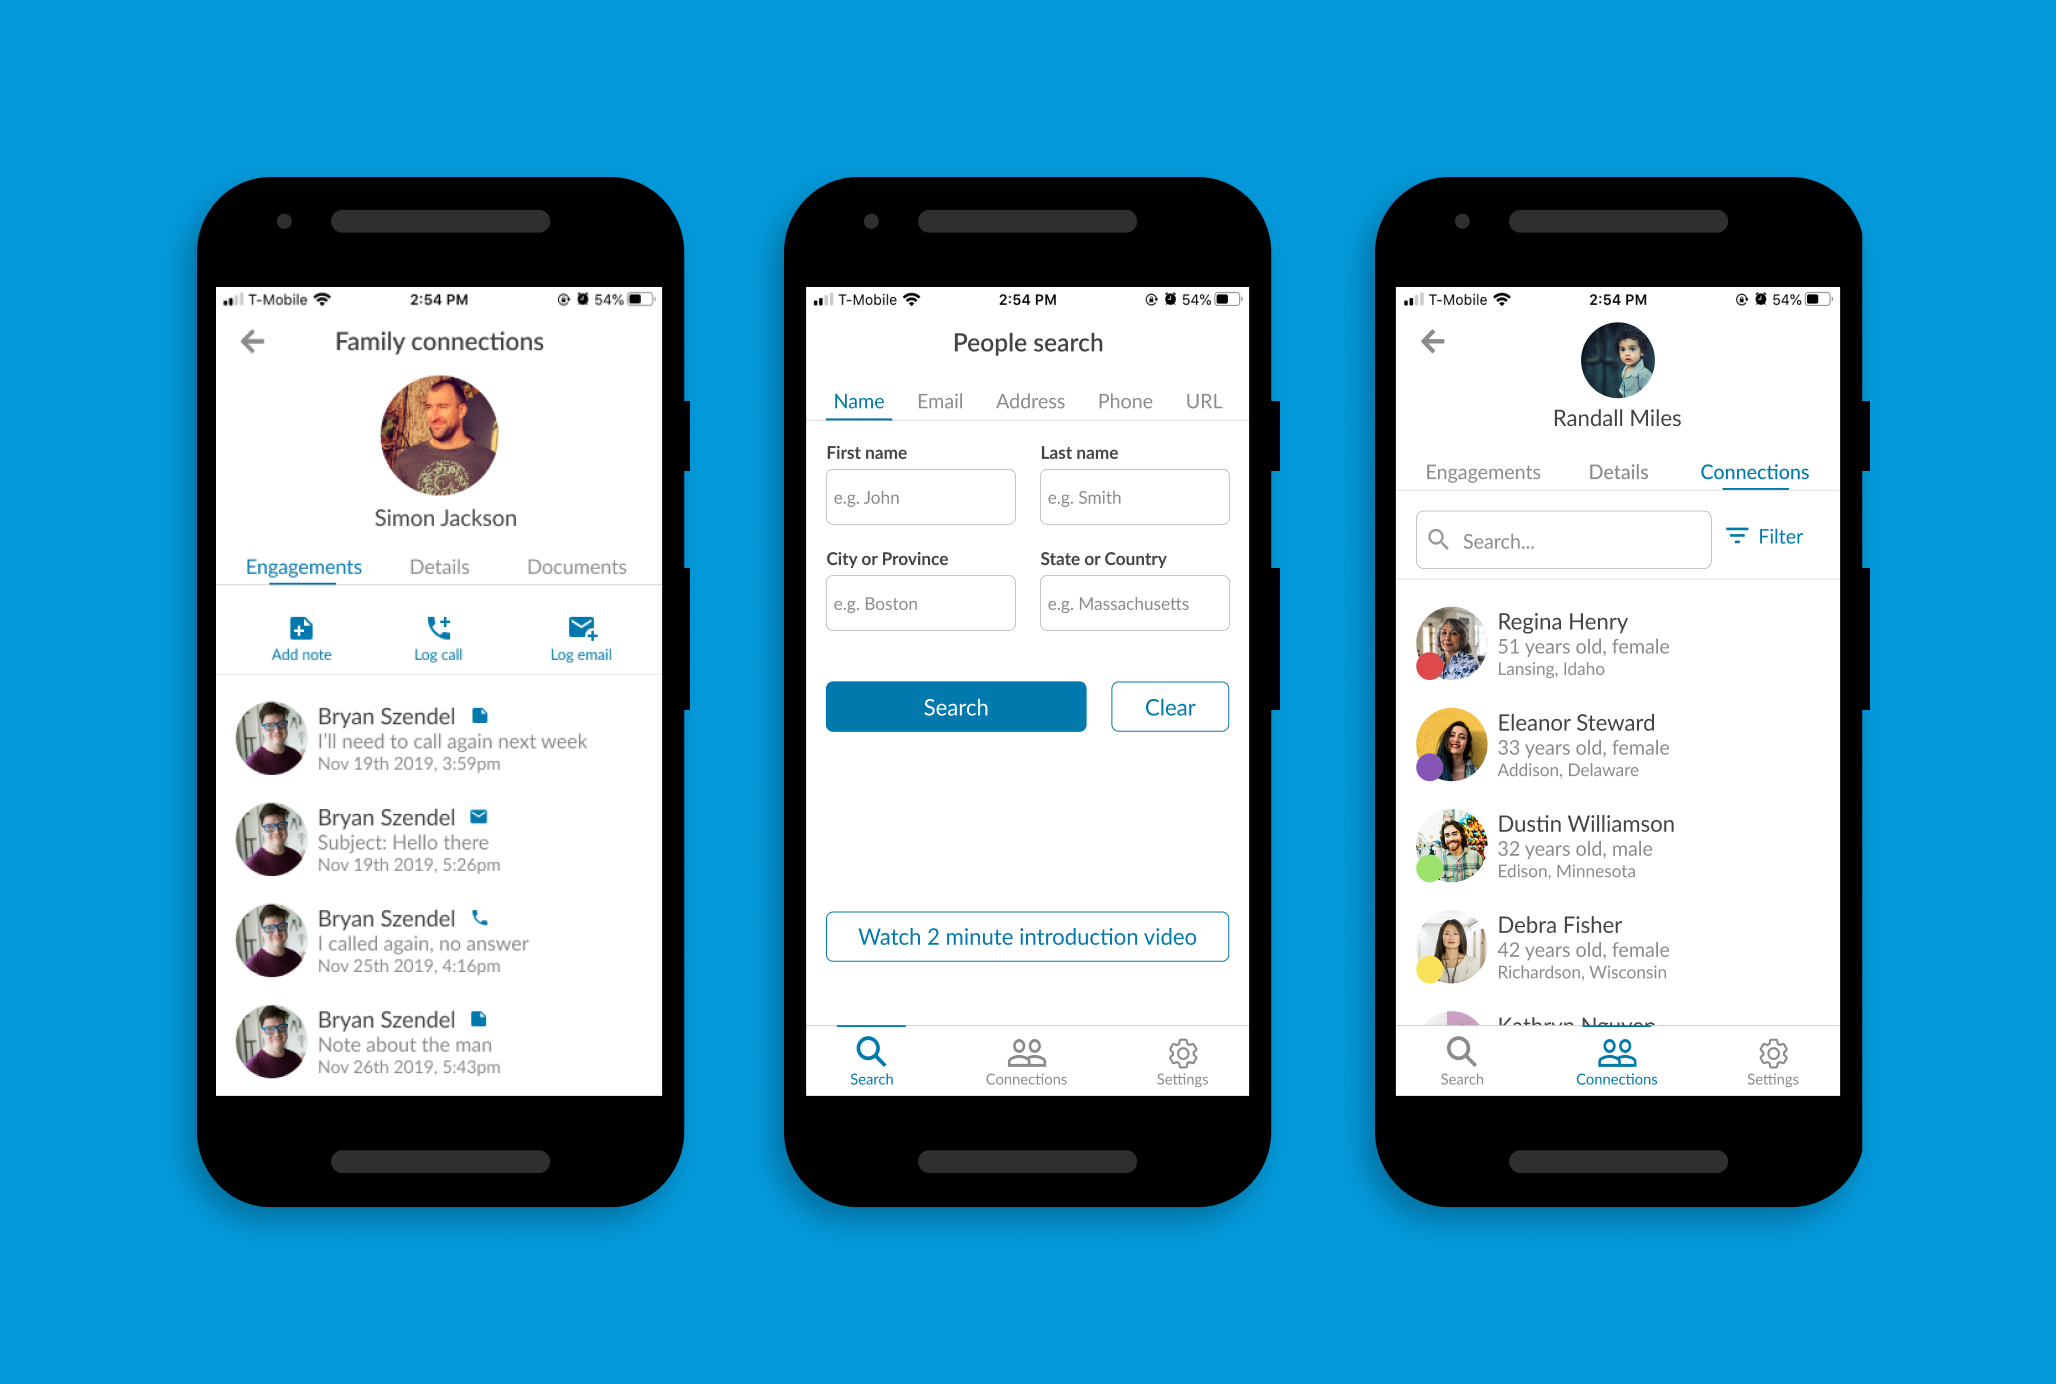 T-Mobile 2:54 PM 54%
Family connections
Simon Jackson
Engagements Details Documents
Add note Log call Log email
Bryan Szendel
I'll need to call again next week
Nov 19th 2019, 3:59pm
Bryan Szendel
Subject: Hello there
Nov 19th 2019, 5:26pm
Bryan Szendel
I called again, no answer
Nov 25th 2019, 4:16pm
Bryan Szendel
Note about the man
Nov 26th 2019, 5:43pm
T-Mobile 2:54 PM 54%
People search
Name Email Address Phone URL
First name Last name
e.g. John e.g. Smith
City or Province State or Country
e.g. Boston e.g. Massachusetts
Search Clear
Watch 2 minute introduction video
Search Connections Settings
T-Mobile 2:54 PM 54%
Randall Miles
Engagements Details Connections
Search... Filter
Regina Henry
51 years old, female
Lansing, Idaho
Eleanor Steward
33 years old, female
Addison, Delaware
Dustin Williamson
32 years old, male
Edison, Minnesota
Debra Fisher
42 years old, female
Richardson, Wisconsin
Kathryn Nguyen
Search Connections Settings